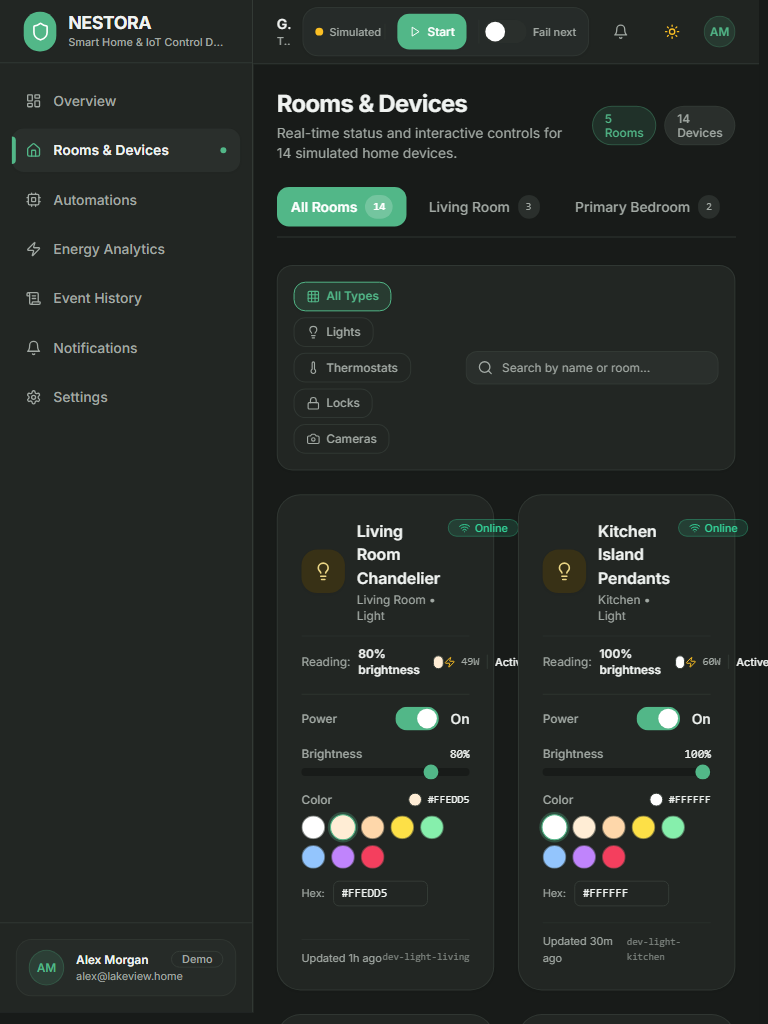 NESTORA
Smart Home & IoT Control D...
Overview
Rooms & Devices
Automations
Energy Analytics
Event History
Notifications
Settings
AM
Alex Morgan
Demo
alex@lakeview.home
G.
T..
Simulated
Start
Fail next
AM
Rooms & Devices
Real-time status and interactive controls for
14 simulated home devices.
5
Rooms
14
Devices
All Rooms 14
Living Room 3
Primary Bedroom 2
All Types
Lights
Thermostats
Locks
Cameras
Search by name or room...
Living
Room
Chandelier
Online
Living Room •
Light
Reading: 80%
brightness
49W
Power On
Brightness 80%
Color #FFEDD5
Hex: #FFEDD5
Updated 1h ago dev-light-living
Kitchen
Island
Pendants
Online
Kitchen •
Light
Reading: 100%
brightness
60W
Active
Power On
Brightness 100%
Color #FFFFFF
Hex: #FFFFFF
Updated 30m
ago
dev-light-
kitchen